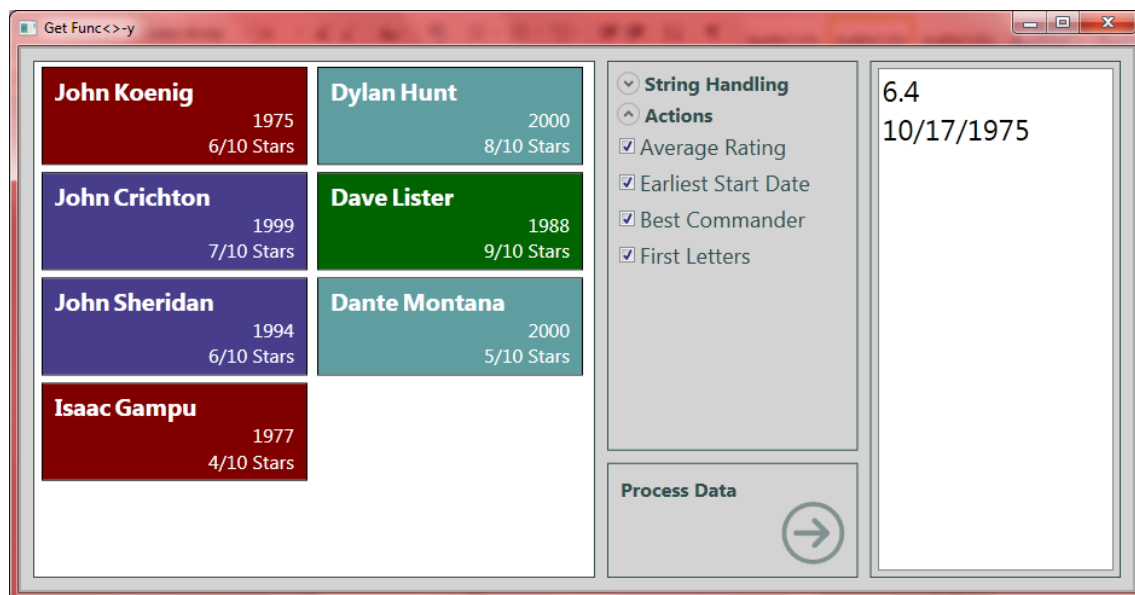 Get Func<>-y
John Koenig
1975
6/10 Stars
Dylan Hunt
2000
8/10 Stars
John Crichton
1999
7/10 Stars
Dave Lister
1988
9/10 Stars
John Sheridan
1994
6/10 Stars
Dante Montana
2000
5/10 Stars
Isaac Gampu
1977
4/10 Stars
String Handling
Actions
Average Rating
Earliest Start Date
Best Commander
First Letters
Process Data
6.4
10/17/1975